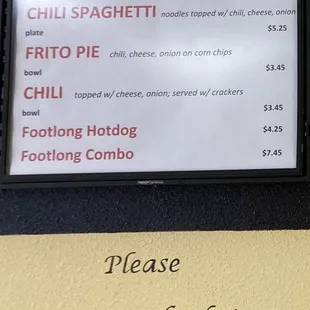 CHILI SPAGHETTI noodles topped w/ chili, cheese, onion
plate $5.25
FRITO PIE chili, cheese, onion on corn chips
bowl $3.45
CHILI topped w/ cheese, onion; served w/ crackers
bowl $3.45
Footlong Hotdog $4.25
Footlong Combo $7.45
Please